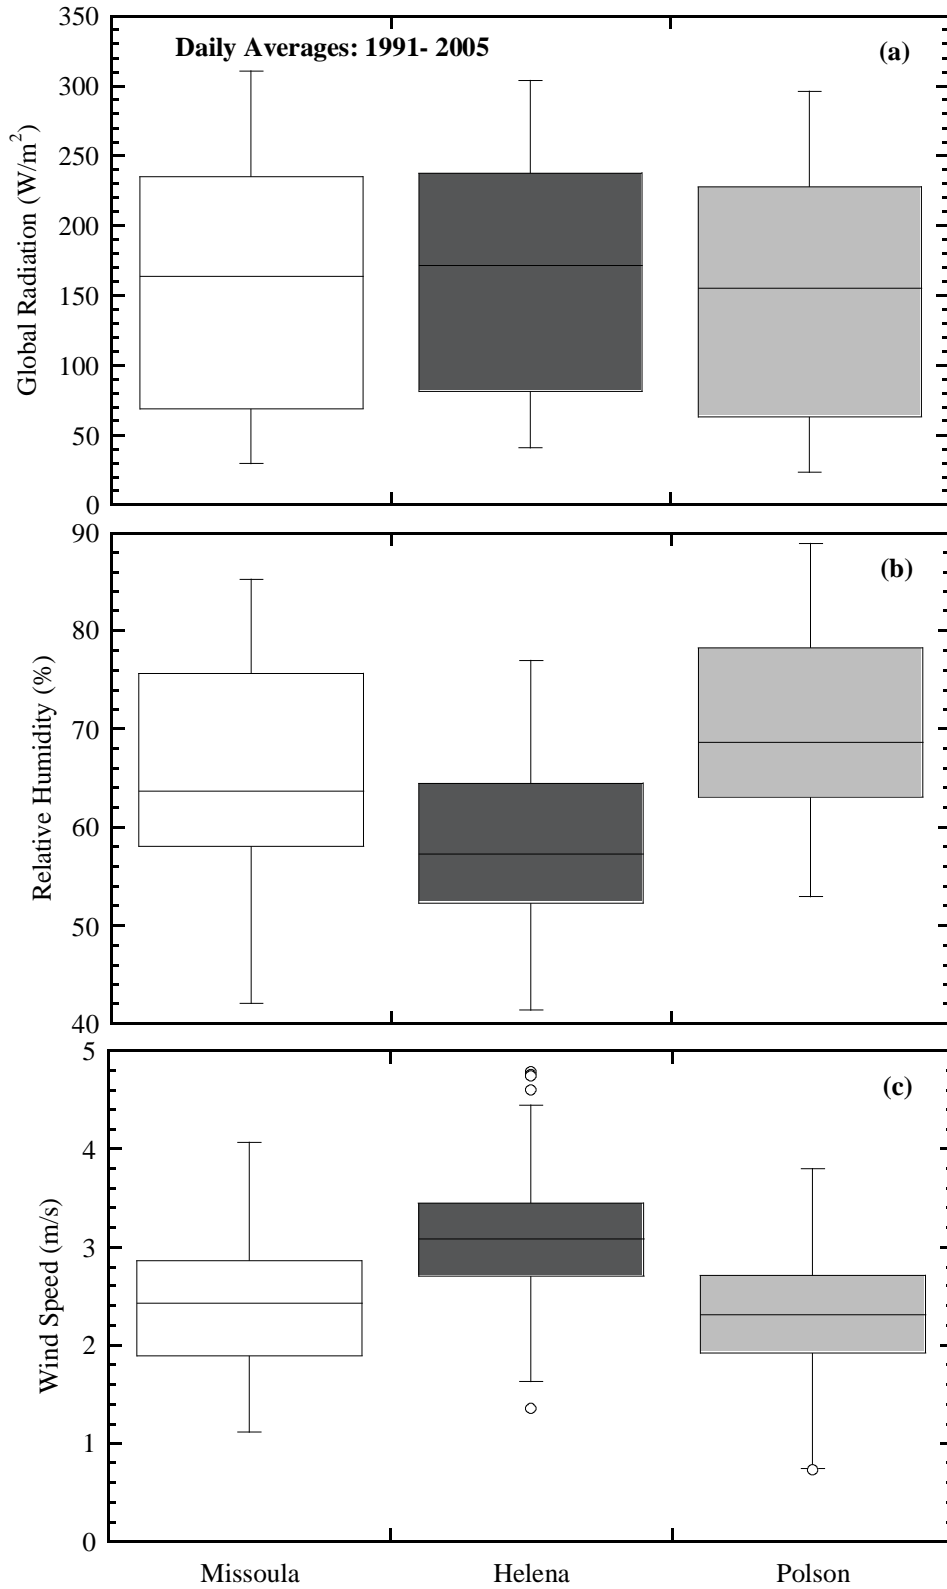 350
Daily Averages: 1991- 2005
(a)
300
250
200
150
100
50
0
Global Radiation (W/m²)
90
(b)
80
70
60
50
40
Relative Humidity (%)
5
(c)
4
3
2
1
0
Wind Speed (m/s)
Missoula Helena Polson